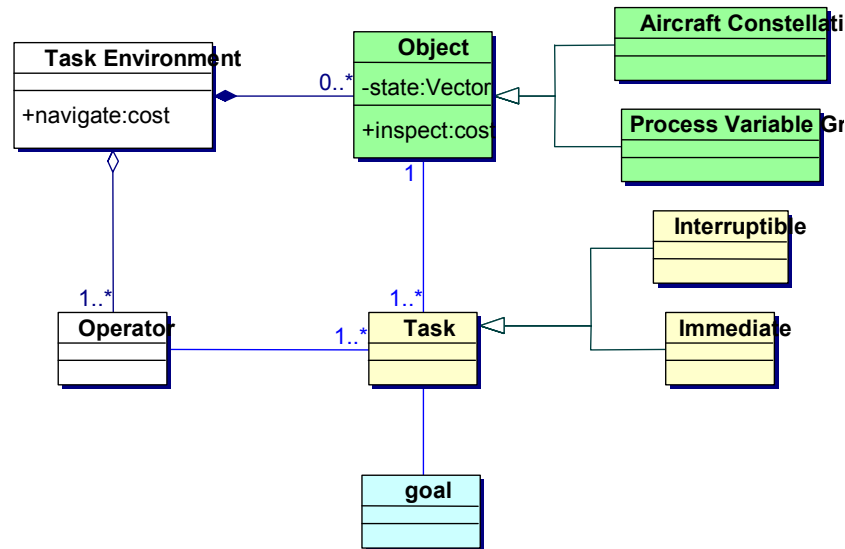 Task Environment
+navigate:cost
0..*
Object
-state:Vector
+inspect:cost
1
Aircraft Constellati
Process Variable Gr
Interruptible
Immediate
1..*
Operator
1..*
1..*
Task
goal